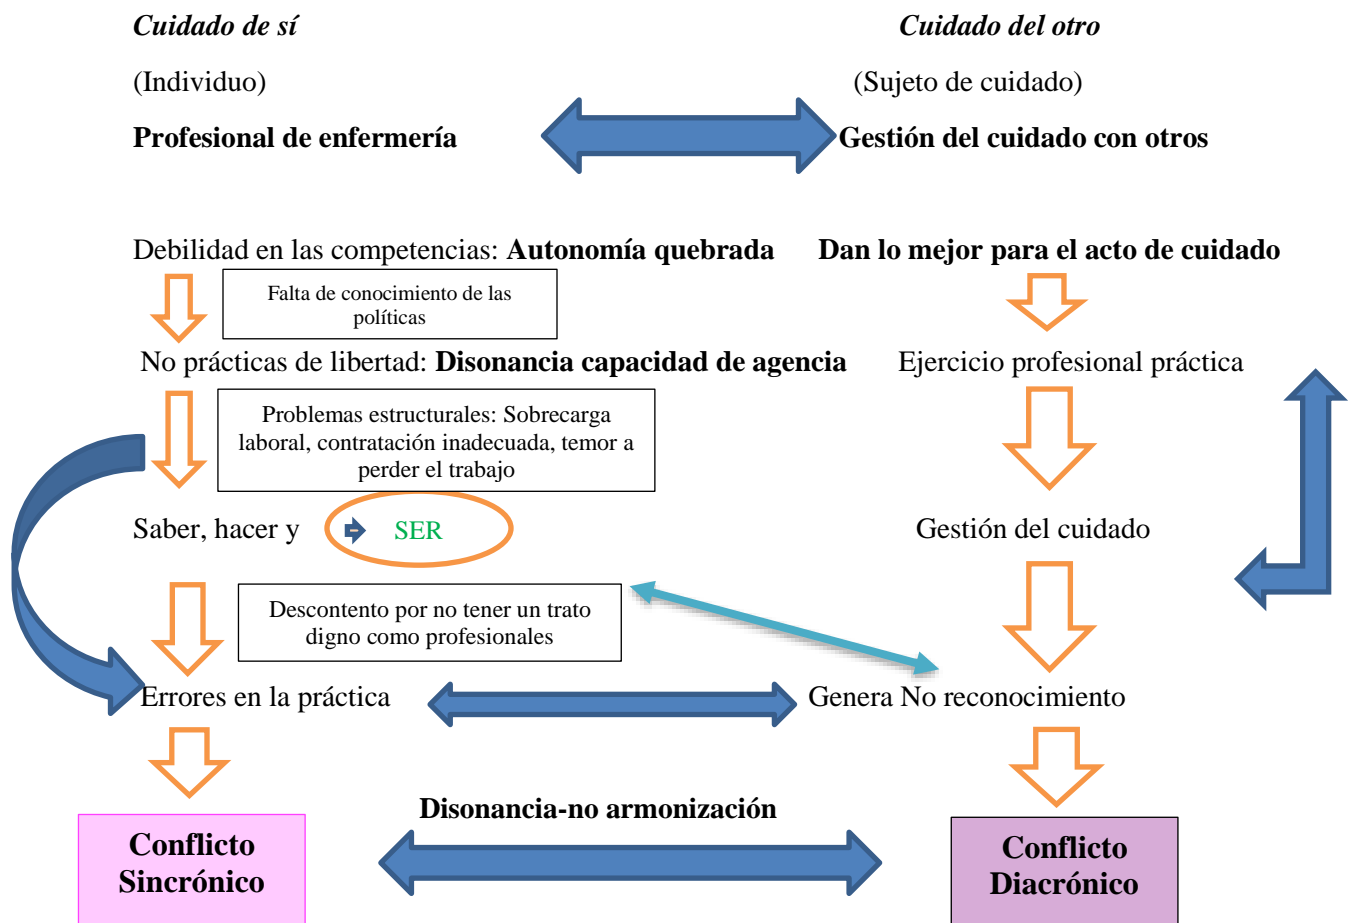 Cuidado de sí
Cuidado del otro
(Individuo)
(Sujeto de cuidado)
Profesional de enfermería
Gestión del cuidado con otros
Debilidad en las competencias: Autonomía quebrada
Dan lo mejor para el acto de cuidado
Falta de conocimiento de las
políticas
No prácticas de libertad: Disonancia capacidad de agencia
Ejercicio profesional práctica
Problemas estructurales: Sobrecarga
laboral, contratación inadecuada, temor a
perder el trabajo
Saber, hacer y
SER
Gestión del cuidado
Descontento por no tener un trato
digno como profesionales
Errores en la práctica
Genera No reconocimiento
Disonancia-no armonización
Conflicto
Sincrónico
Conflicto
Diacrónico